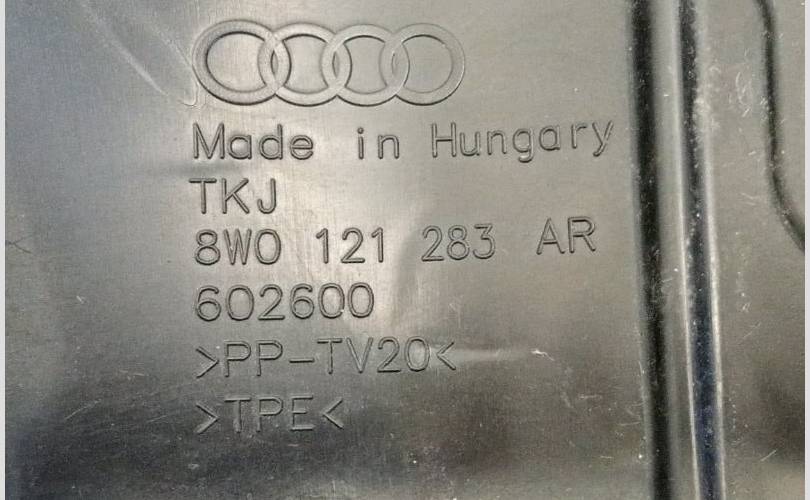 Made in Hungary
TKJ
8W0 121 283 AR
602600
>PP-TV20<
>TPE<